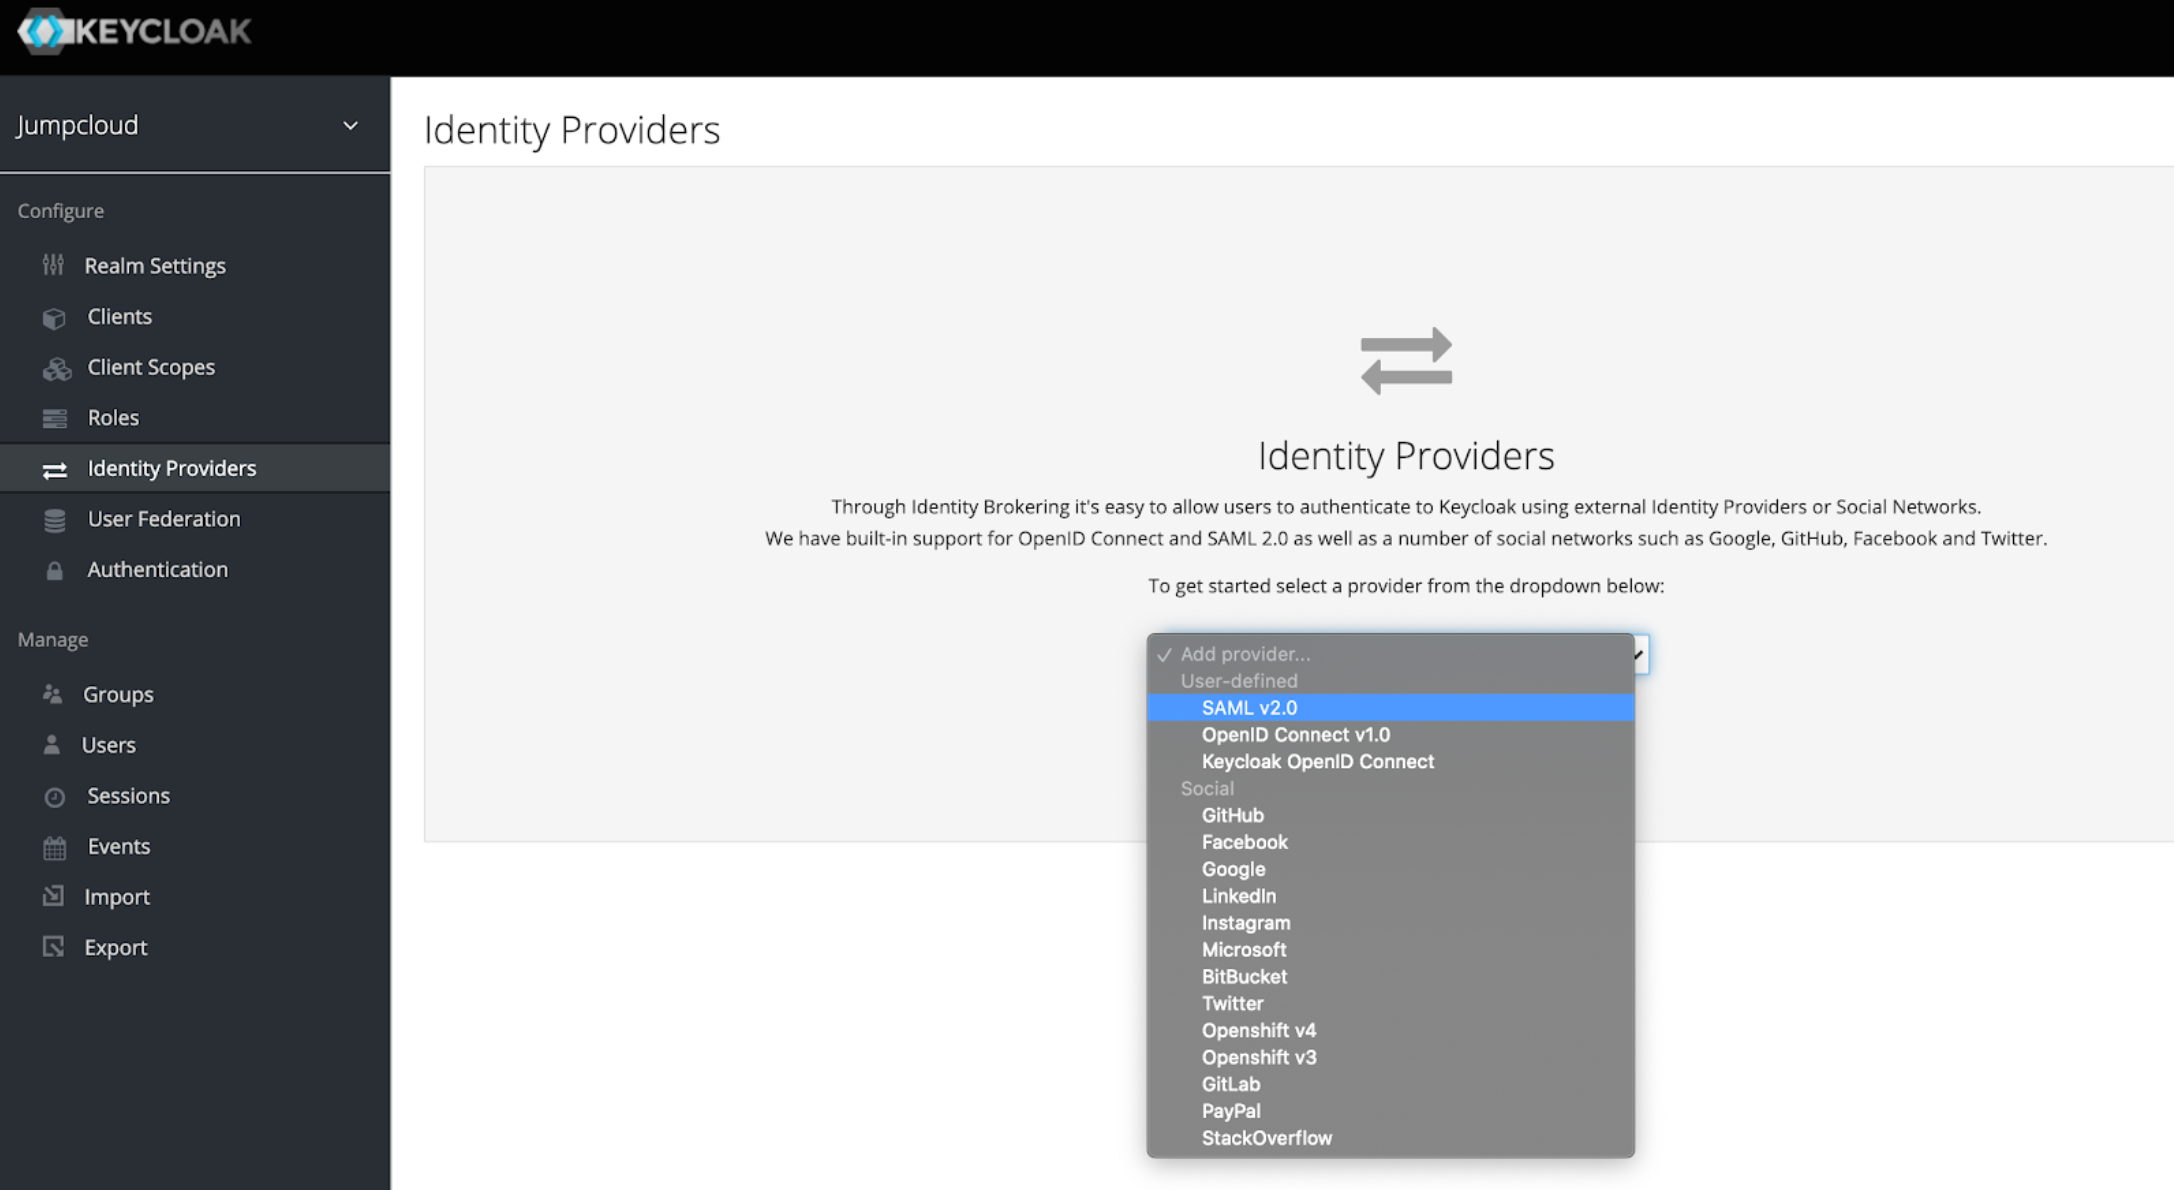 KEYCLOAK
Jumpcloud
Configure
Realm Settings
Clients
Client Scopes
Roles
Identity Providers
User Federation
Authentication
Manage
Groups
Users
Sessions
Events
Import
Export
Identity Providers
Identity Providers
Through Identity Brokering it's easy to allow users to authenticate to Keycloak using external Identity Providers or Social Networks.
We have built-in support for OpenID Connect and SAML 2.0 as well as a number of social networks such as Google, GitHub, Facebook and Twitter.
To get started select a provider from the dropdown below:
Add provider...
User-defined
SAML v2.0
OpenID Connect v1.0
Keycloak OpenID Connect
Social
GitHub
Facebook
Google
LinkedIn
Instagram
Microsoft
BitBucket
Twitter
Openshift v4
Openshift v3
GitLab
PayPal
StackOverflow